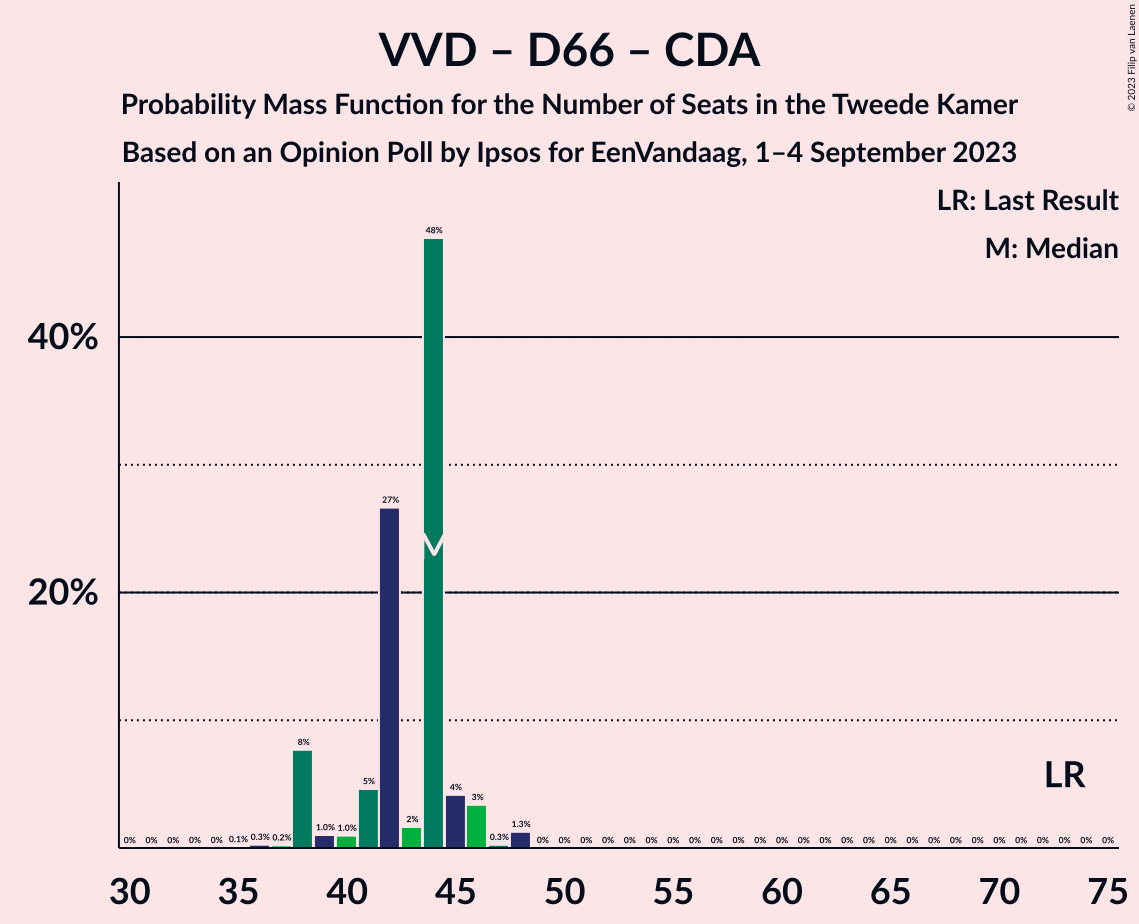 VVD – D66 – CDA
Probability Mass Function for the Number of Seats in the Tweede Kamer
Based on an Opinion Poll by Ipsos for EenVandaag, 1–4 September 2023
© 2023 Filip van Laenen
LR: Last Result
M: Median
40%
20%
0% 0% 0% 0% 0% 0.1% 0.3% 0.2% 8% 1.0% 1.0% 5% 27% 2% 48% 4% 3% 0.3% 1.3% 0% 0% 0% 0% 0% 0% 0% 0% 0% 0% 0% 0% 0% 0% 0% 0% 0% 0% 0% 0% 0% 0% 0% 0% 0% 0% 0%
M
LR
30 35 40 45 50 55 60 65 70 75